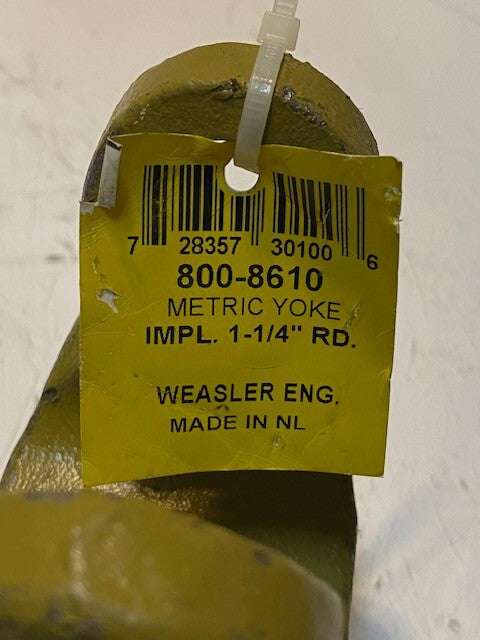 7 28357 30100 6
800-8610
METRIC YOKE
IMPL. 1-1/4" RD.
WEASLER ENG.
MADE IN NL